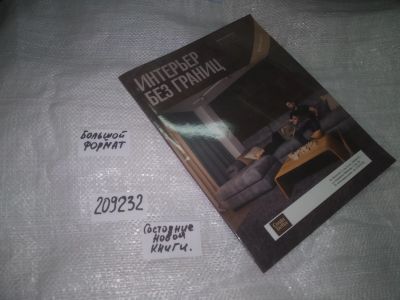 ИНТЕРЬЕР
БЕЗ ГРАНИЦ
БОЛЬШОЙ
ФОРМАТ
209232
СОСТОЯНИЕ
НОВОЙ
КНИГИ.